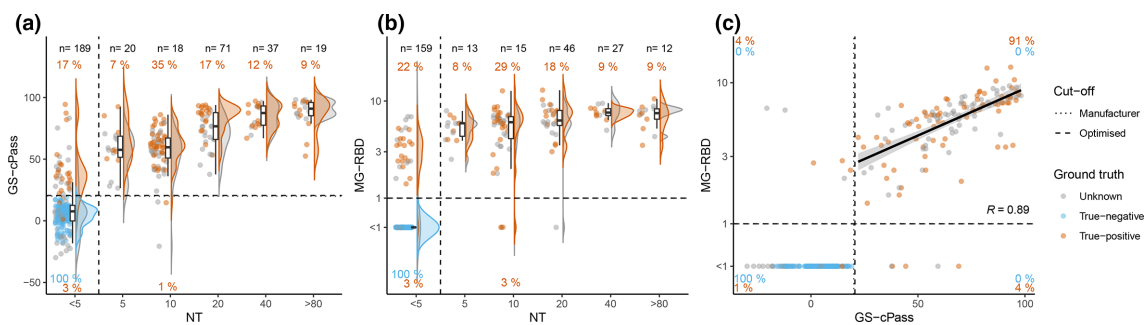 (a)
n= 189 n= 20 n= 18 n= 71 n= 37 n= 19
17 % 7 % 35 % 17 % 12 % 9 %
GS-cPass
100
50
0
−50
100 %
3 % 1 %
<5 5 10 20 40 >80
NT
(b)
n= 159 n= 13 n= 15 n= 46 n= 27 n= 12
22 % 8 % 29 % 18 % 9 % 9 %
MG-RBD
10
3
1
<1
100 %
3 % 3 %
<5 5 10 20 40 >80
NT
(c)
4 % 91 %
0 % 0 %
MG-RBD
10
3
1
<1
R = 0.89
100 % 0 %
1 % 4 %
0 50 100
GS-cPass
Cut-off
Manufacturer
Optimised
Ground truth
Unknown
True-negative
True-positive